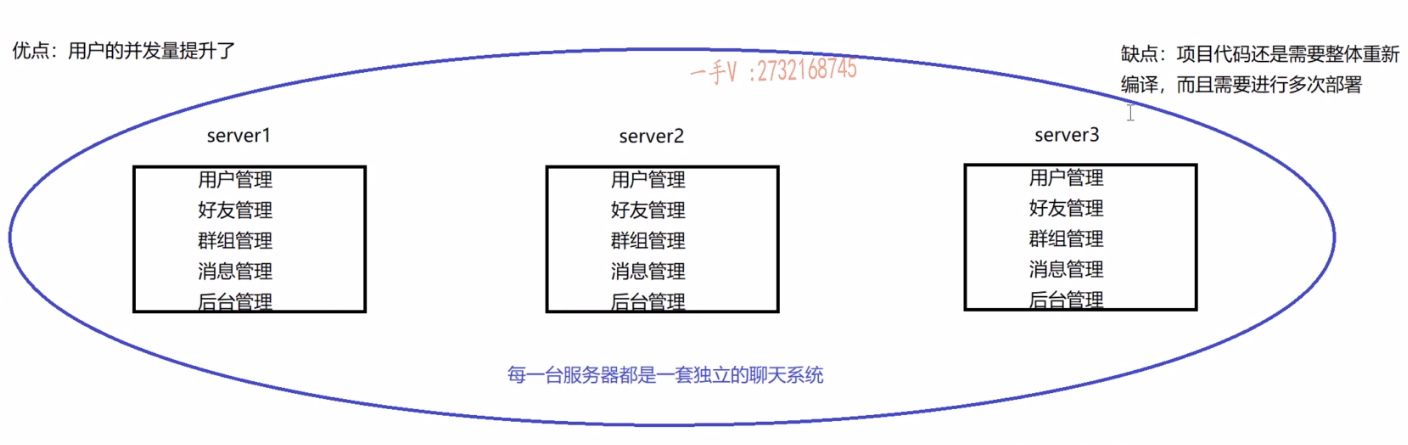 优点：用户的并发量提升了
一手V :2732168745
缺点：项目代码还是需要整体重新
编译，而且需要进行多次部署
server1
用户管理
好友管理
群组管理
消息管理
后台管理
server2
用户管理
好友管理
群组管理
消息管理
后台管理
server3
用户管理
好友管理
群组管理
消息管理
后台管理
每一台服务器都是一套独立的聊天系统